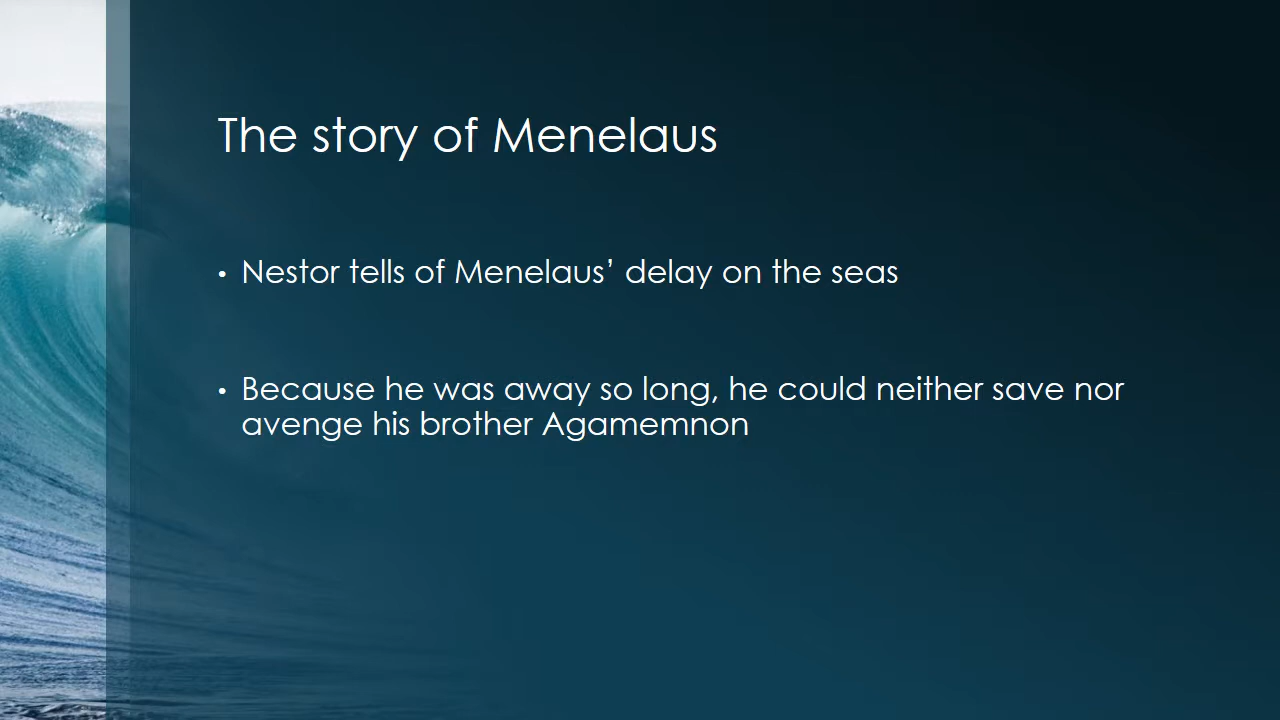 The story of Menelaus
• Nestor tells of Menelaus’ delay on the seas
• Because he was away so long, he could neither save nor
avenge his brother Agamemnon